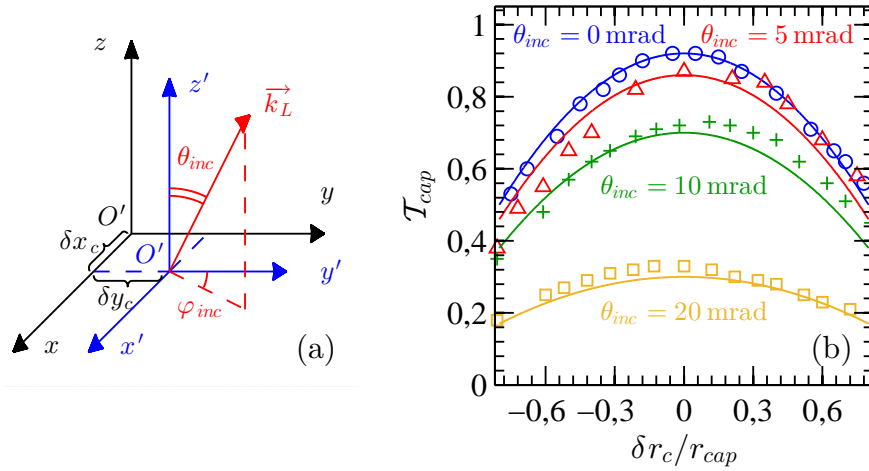 z
z′
k_L
θ_inc
y
O′
δx_c
O′
y′
δy_c
φ_inc
x
x′
(a)
𝒯_cap
1
0,8
0,6
0,4
0,2
0
θ_inc = 0 mrad
θ_inc = 5 mrad
θ_inc = 10 mrad
θ_inc = 20 mrad
(b)
−0,6 −0,3 0 0,3 0,6
δr_c/r_cap